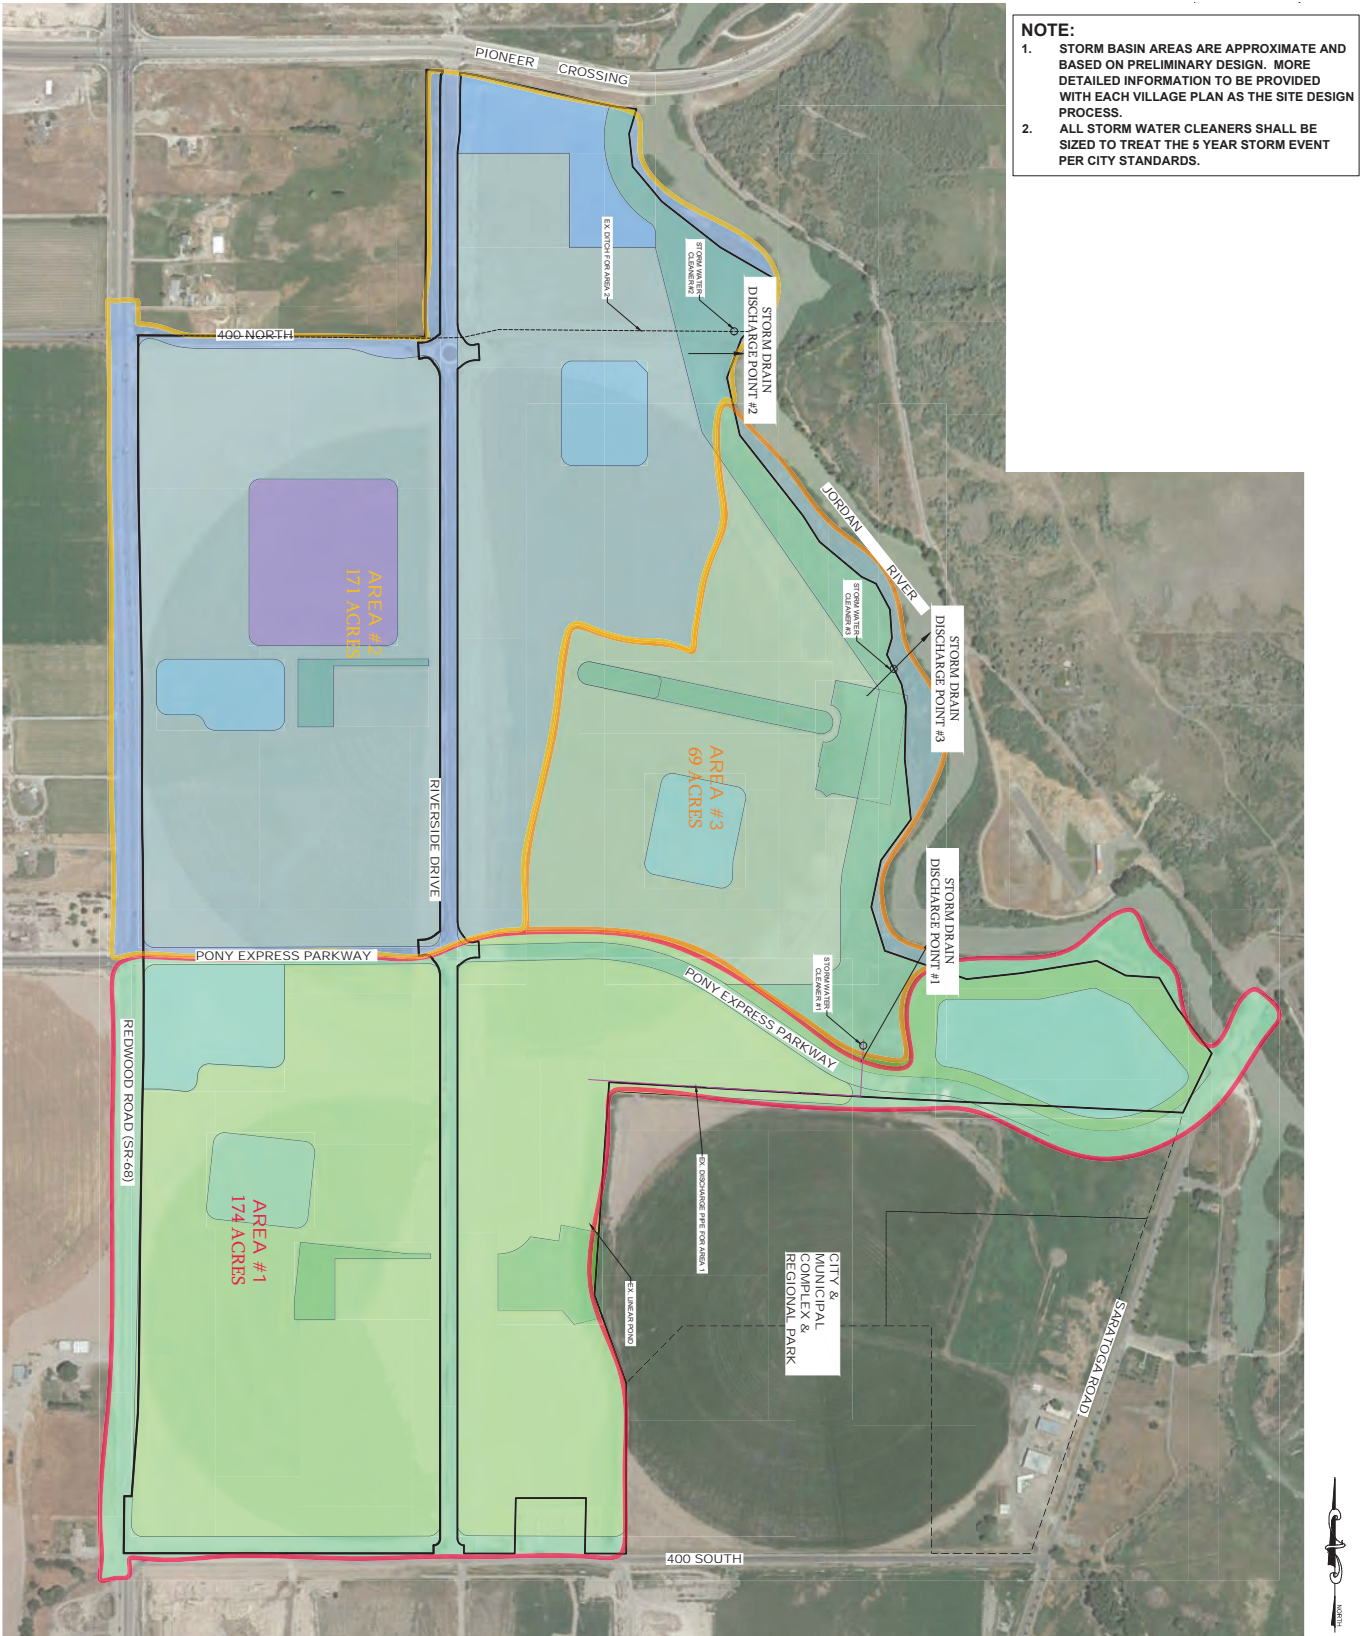 NOTE:
1. STORM BASIN AREAS ARE APPROXIMATE AND
BASED ON PRELIMINARY DESIGN. MORE
DETAILED INFORMATION TO BE PROVIDED
WITH EACH VILLAGE PLAN AS THE SITE DESIGN
PROCESS.
2. ALL STORM WATER CLEANERS SHALL BE
SIZED TO TREAT THE 5 YEAR STORM EVENT
PER CITY STANDARDS.
PIONEER CROSSING
EX. DITCH FOR AREA 2
STORM WATER
CLEANER #2
STORM DRAIN
DISCHARGE POINT #2
400 NORTH
JORDAN RIVER
AREA #2
171 ACRES
STORM WATER
CLEANER #3
STORM DRAIN
DISCHARGE POINT #3
AREA #3
69 ACRES
RIVERSIDE DRIVE
STORM DRAIN
DISCHARGE POINT #1
PONY EXPRESS PARKWAY
PONY EXPRESS PARKWAY
STORM WATER
CLEANER #1
REDWOOD ROAD (SR-68)
EX. DISCHARGE PIPE FOR AREA 1
AREA #1
174 ACRES
EX. LINEAR POND
CITY &
MUNICIPAL
COMPLEX &
REGIONAL PARK
SARATOGA ROAD
400 SOUTH
NORTH